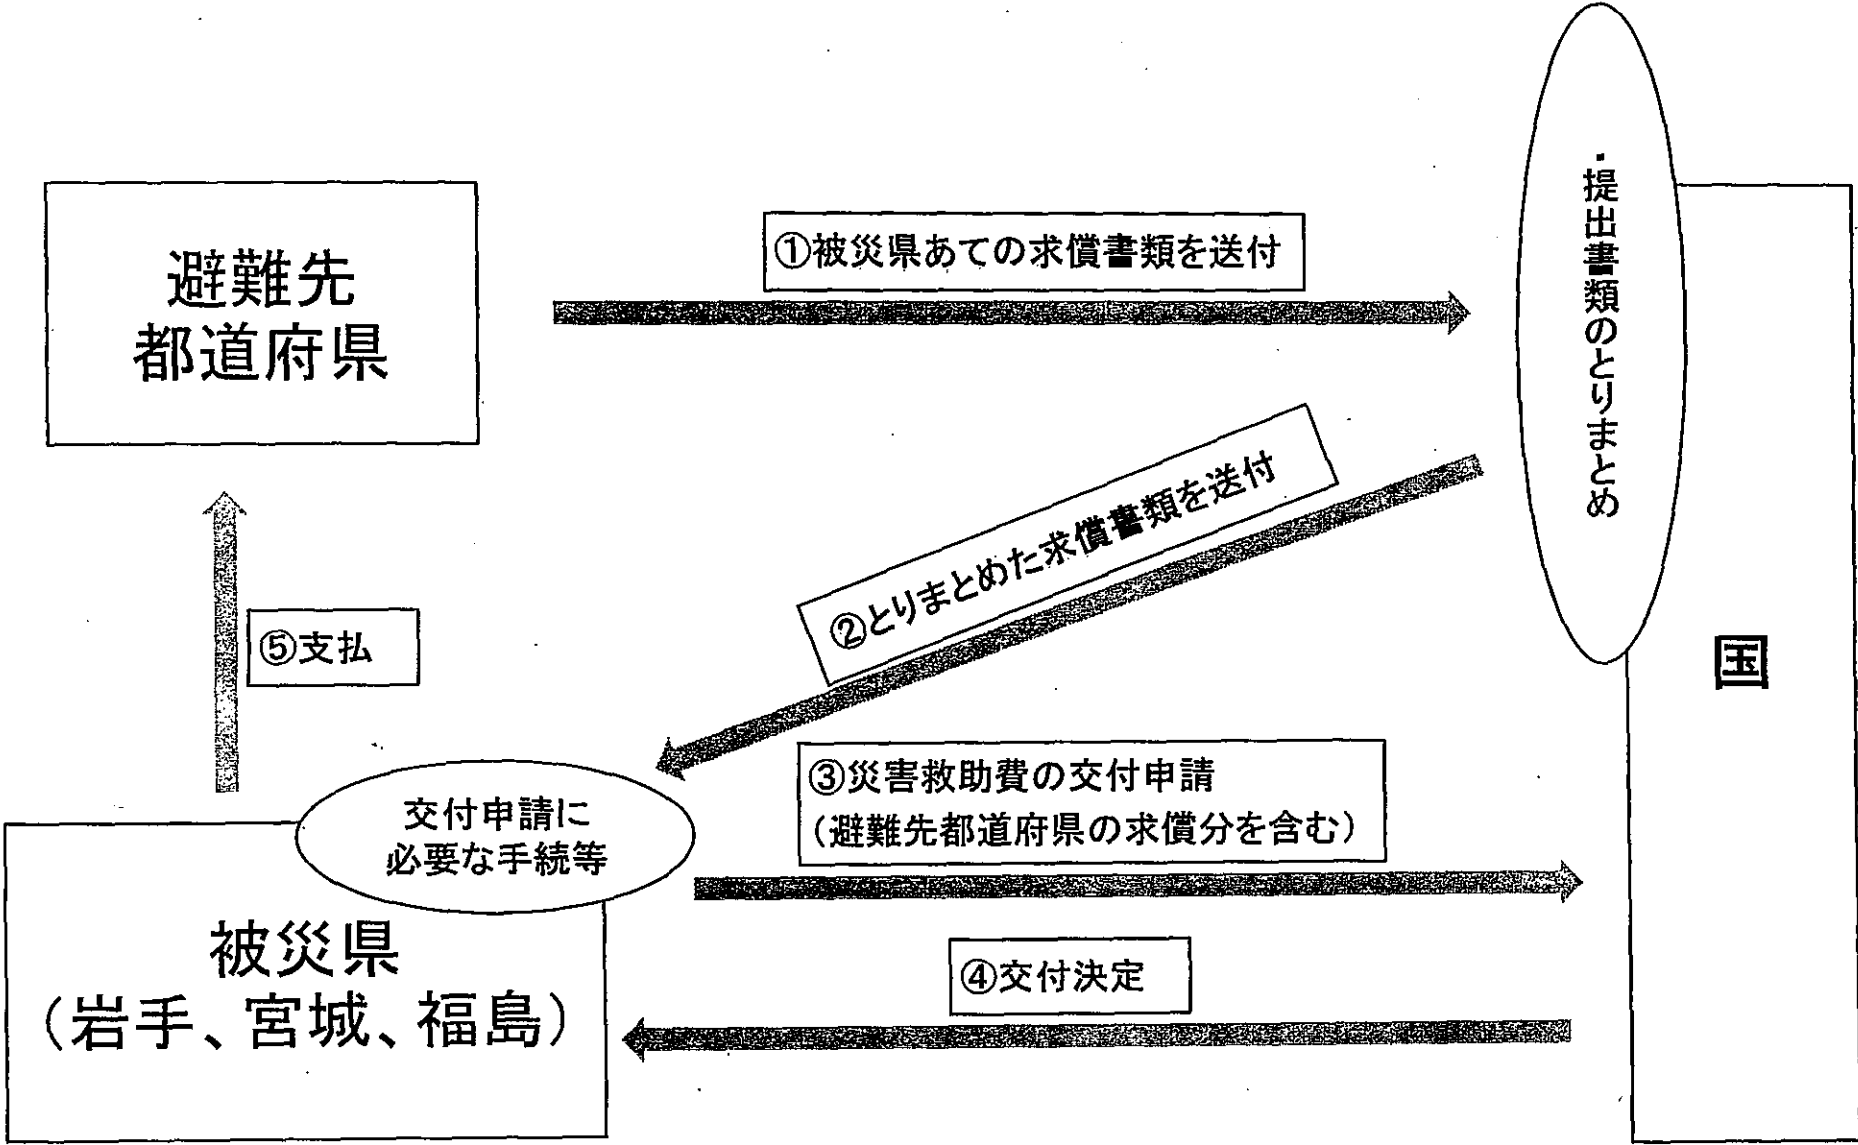 避難先
都道府県
①被災県あての求償書類を送付
・提出書類のとりまとめ
②とりまとめた求償書類を送付
国
⑤支払
交付申請に
必要な手続等
③災害救助費の交付申請
(避難先都道府県の求償分を含む)
被災県
(岩手、宮城、福島)
④交付決定